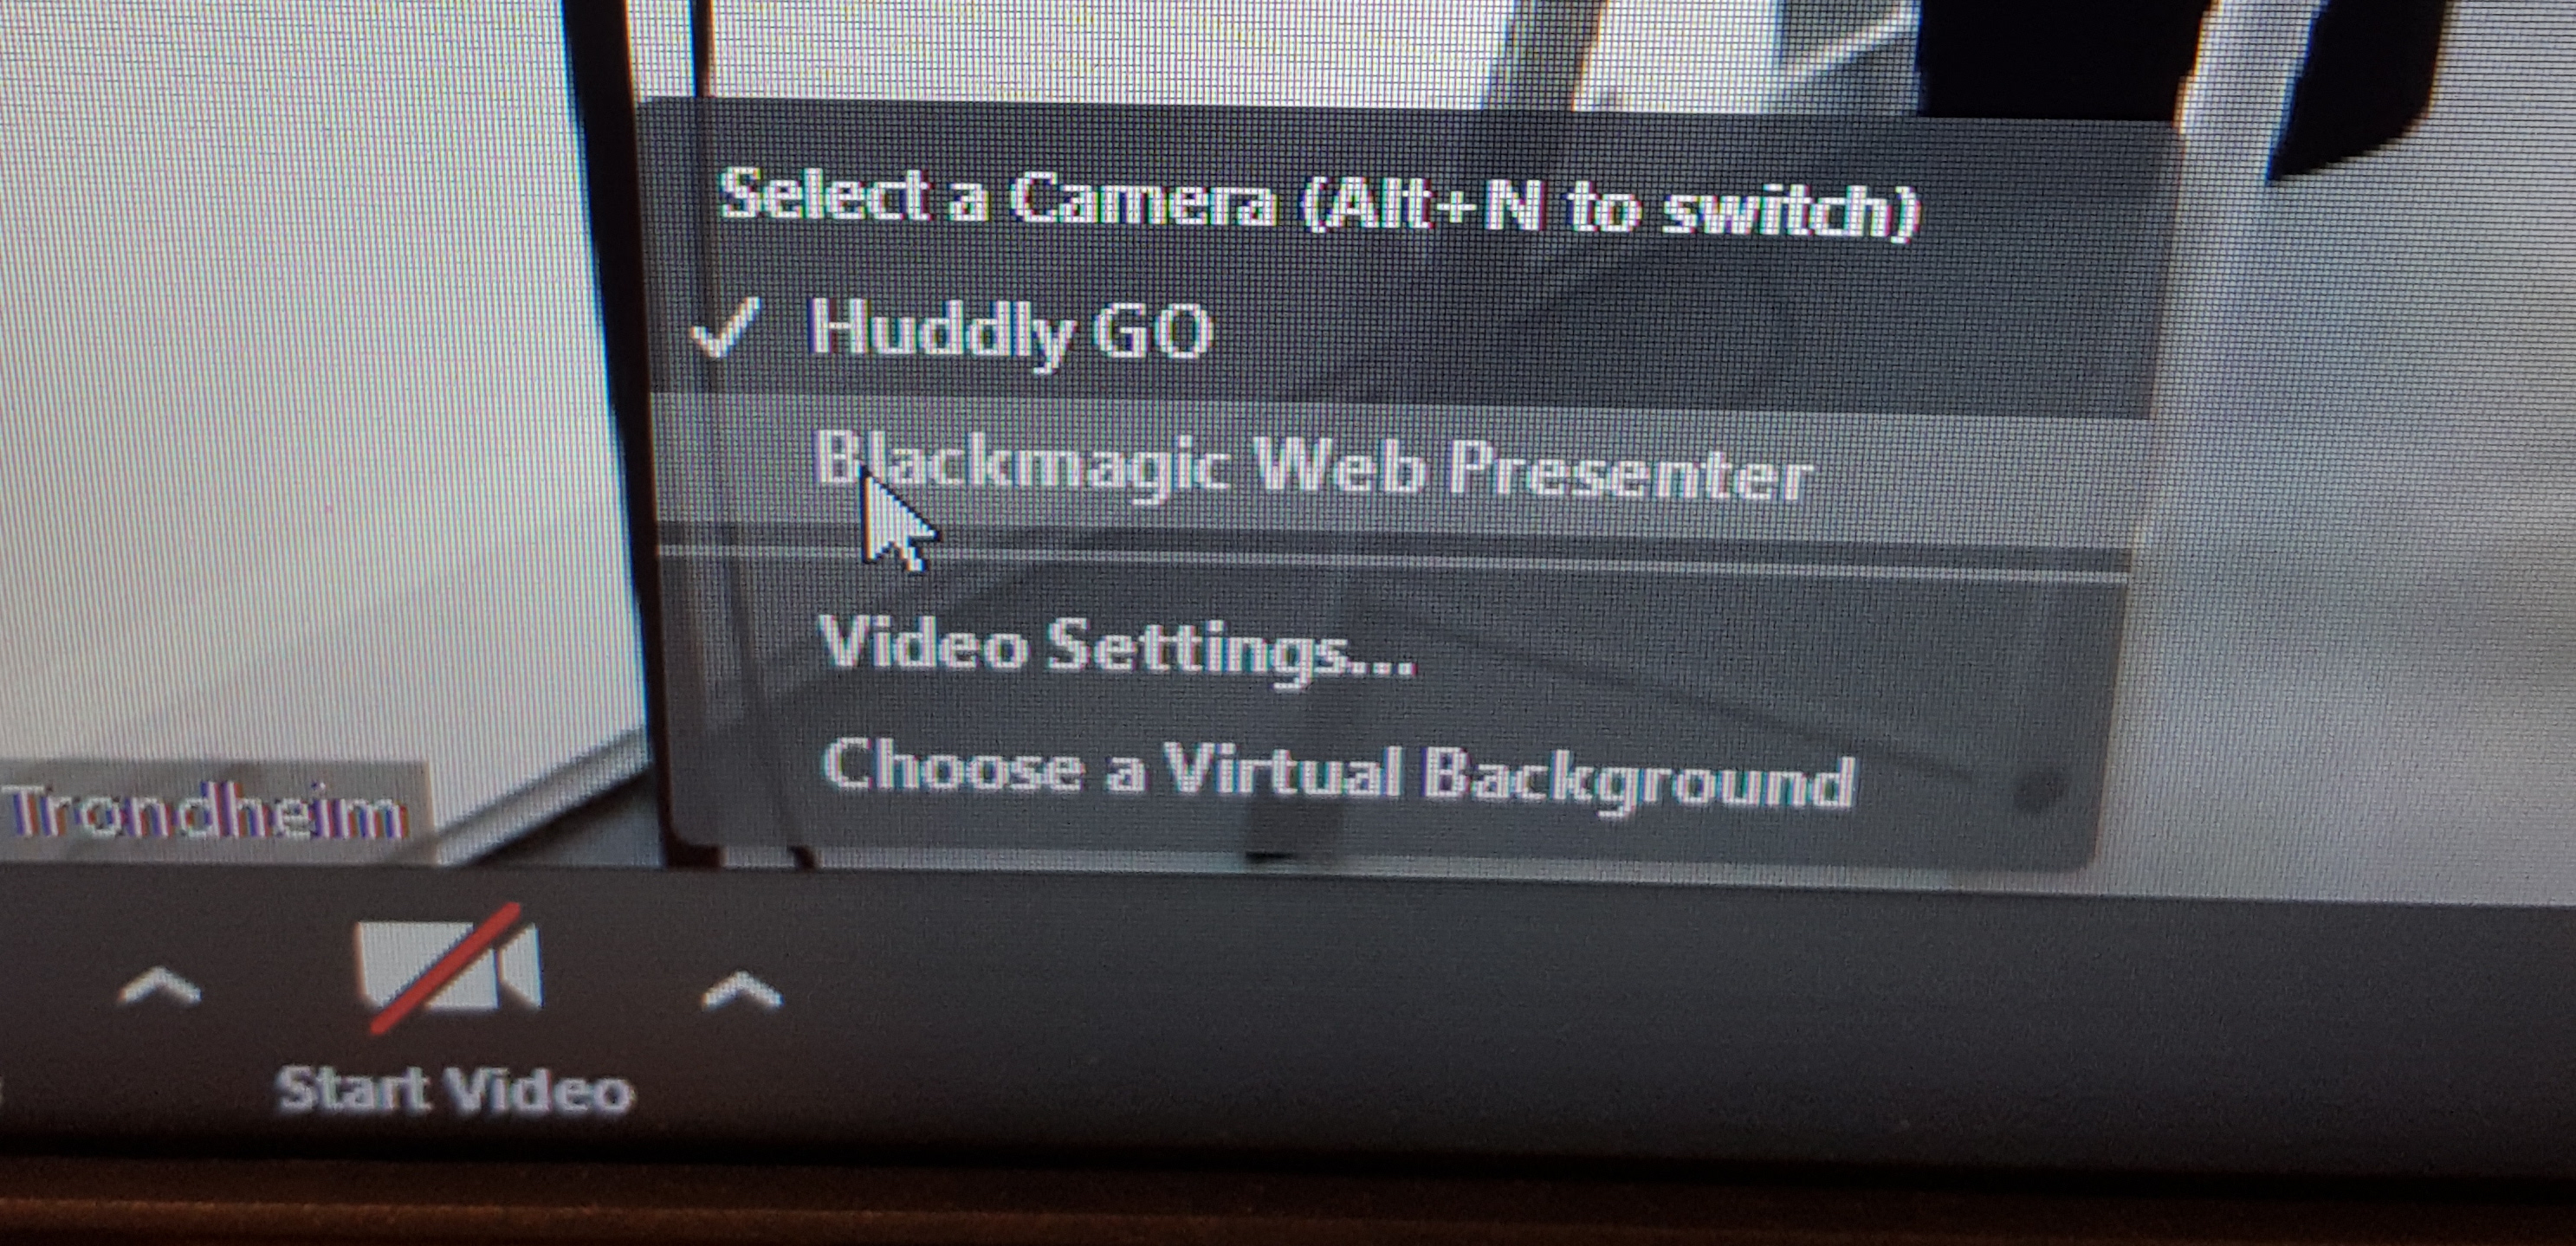 Select a Camera (Alt+N to switch)
Huddly GO
Blackmagic Web Presenter
Video Settings...
Choose a Virtual Background
Trondheim
Start Video